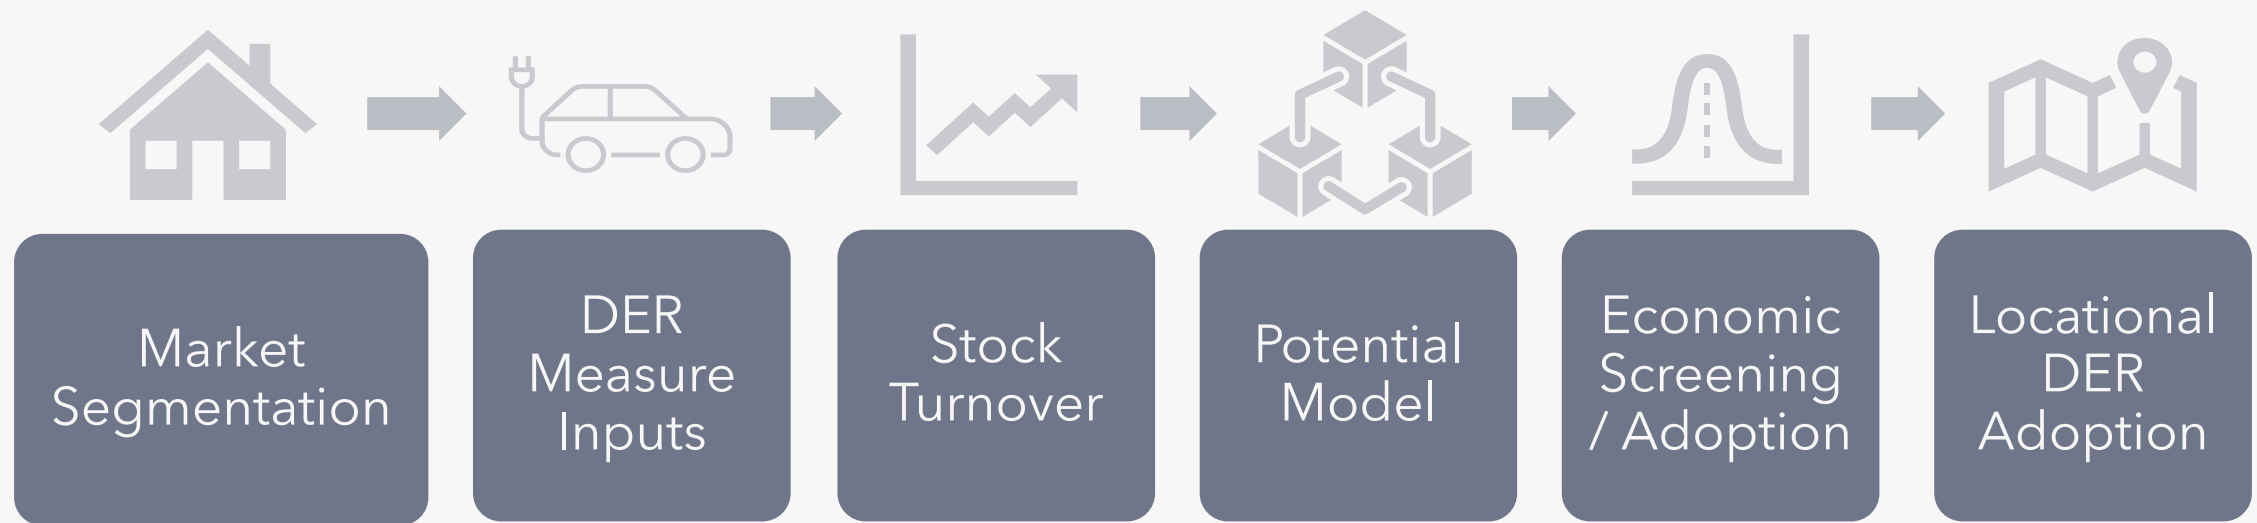 Market
Segmentation
DER
Measure
Inputs
Stock
Turnover
Potential
Model
Economic
Screening
/ Adoption
Locational
DER
Adoption